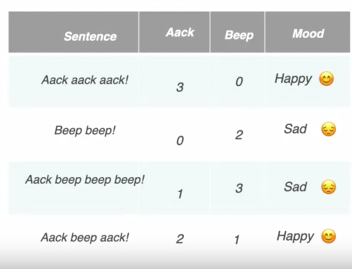 Sentence Aack Beep Mood
Aack aack aack! 3 0 Happy 😊
Beep beep! 0 2 Sad 😔
Aack beep beep beep! 1 3 Sad 😔
Aack beep aack! 2 1 Happy 😊